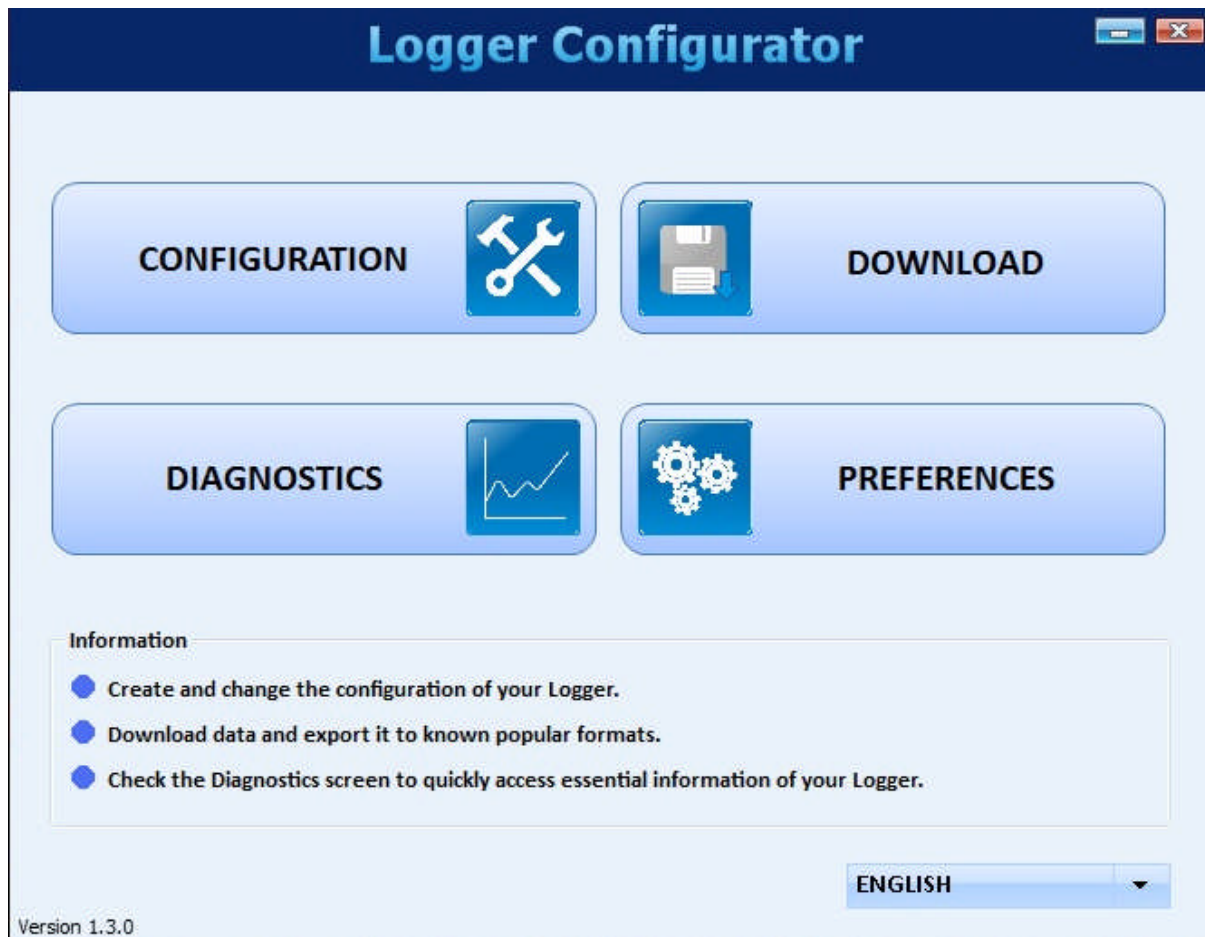 Logger Configurator
CONFIGURATION
DOWNLOAD
DIAGNOSTICS
PREFERENCES
Information
Create and change the configuration of your Logger.
Download data and export it to known popular formats.
Check the Diagnostics screen to quickly access essential information of your Logger.
ENGLISH
Version 1.3.0